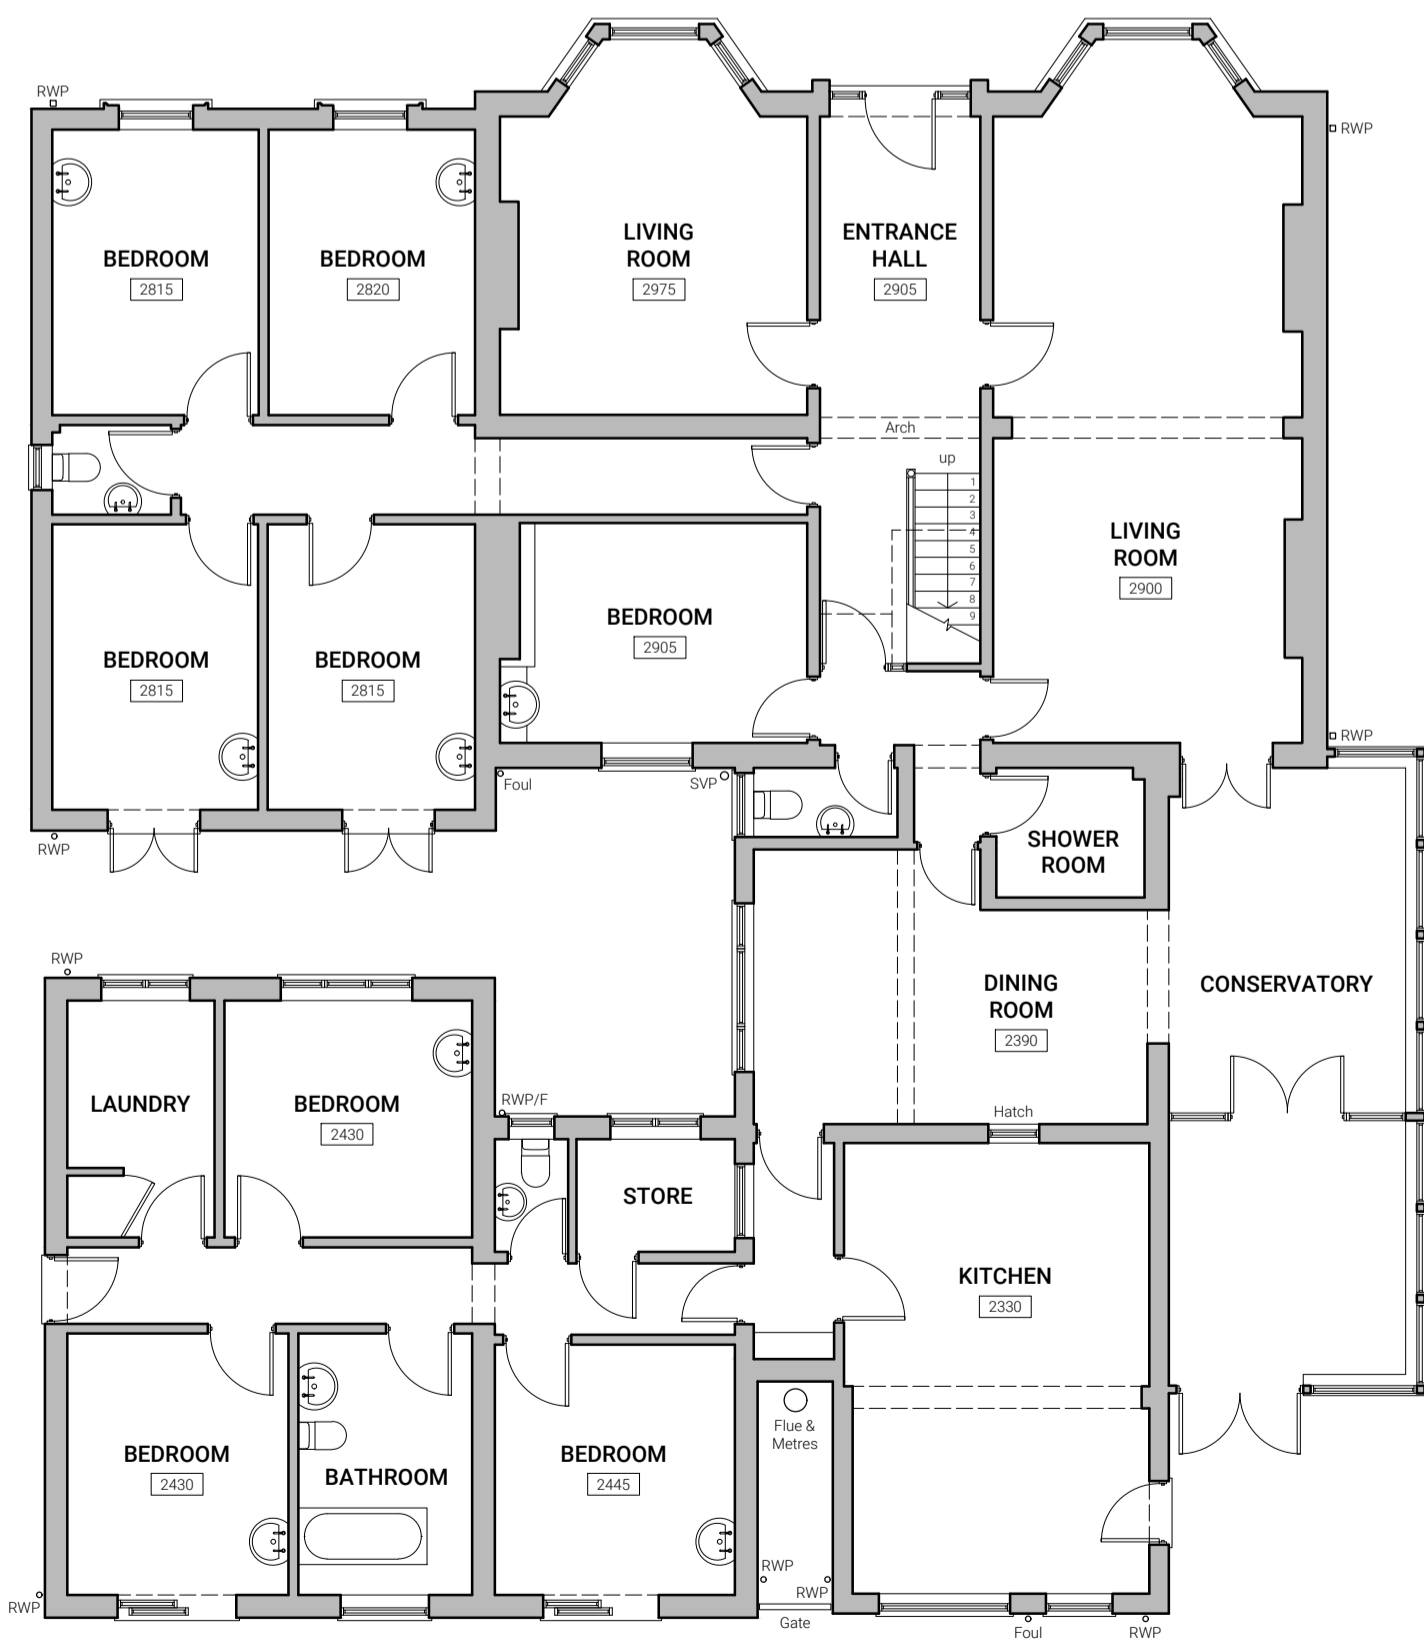 RWP
RWP
LIVING
ROOM
2975
ENTRANCE
HALL
2905
BEDROOM
2815
BEDROOM
2820
Arch
up
1
2
3
4
5
6
7
8
9
LIVING
ROOM
2900
BEDROOM
2905
BEDROOM
2815
BEDROOM
2815
RWP
Foul
SVP
RWP
SHOWER
ROOM
RWP
DINING
ROOM
2390
CONSERVATORY
RWP/F
LAUNDRY
BEDROOM
2430
Hatch
STORE
KITCHEN
2330
Flue &
Metres
BEDROOM
2430
BATHROOM
BEDROOM
2445
RWP
RWP
RWP
Gate
Foul
RWP